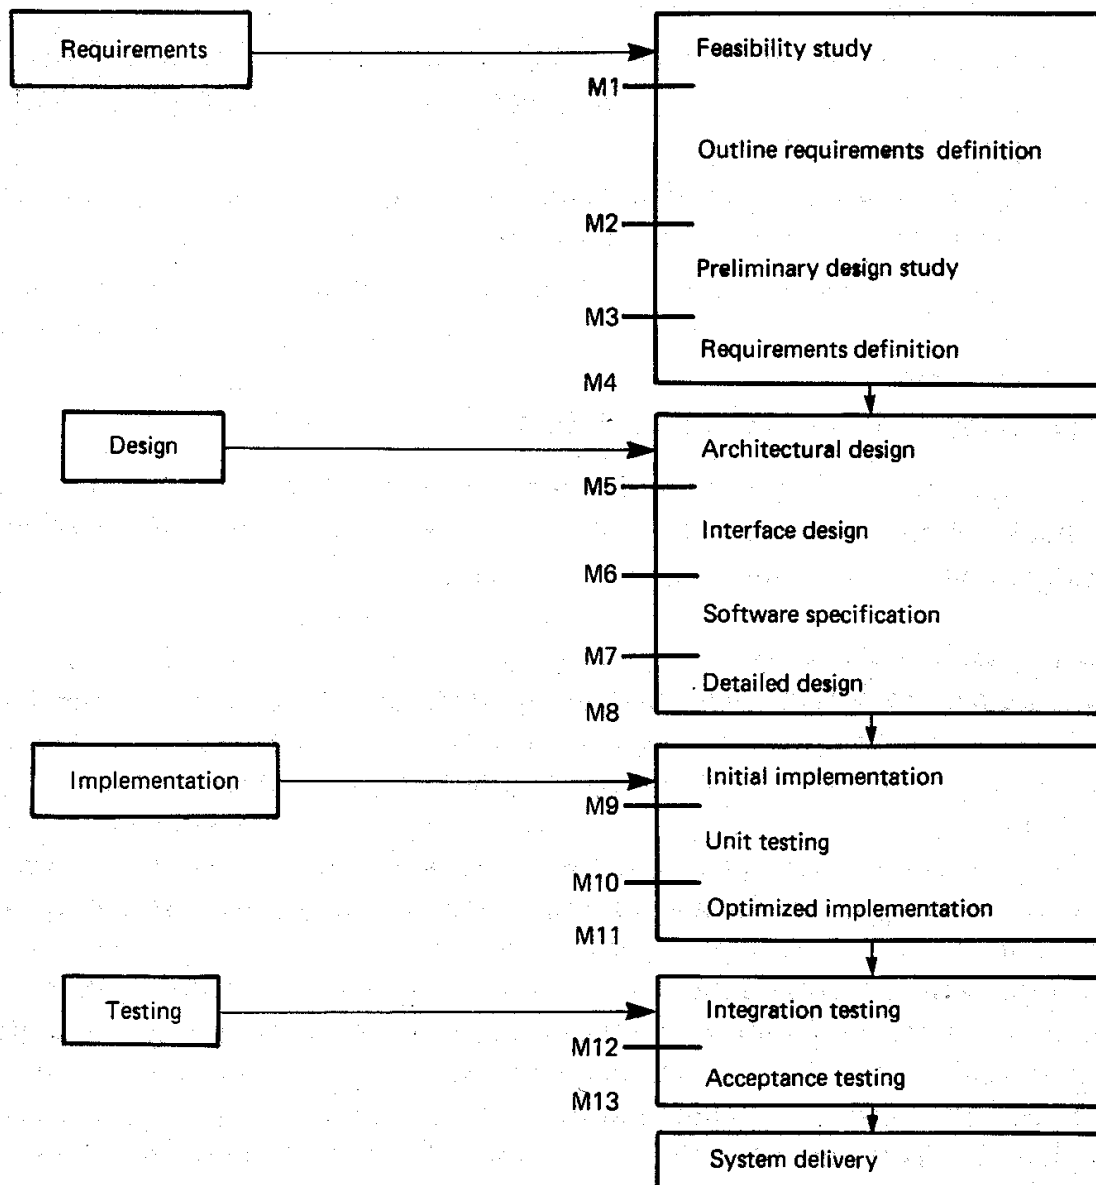 Requirements
Feasibility study
M1
Outline requirements definition
M2
Preliminary design study
M3
Requirements definition
M4
Design
Architectural design
M5
Interface design
M6
Software specification
M7
Detailed design
M8
Implementation
Initial implementation
M9
Unit testing
M10
Optimized implementation
M11
Testing
Integration testing
M12
Acceptance testing
M13
System delivery